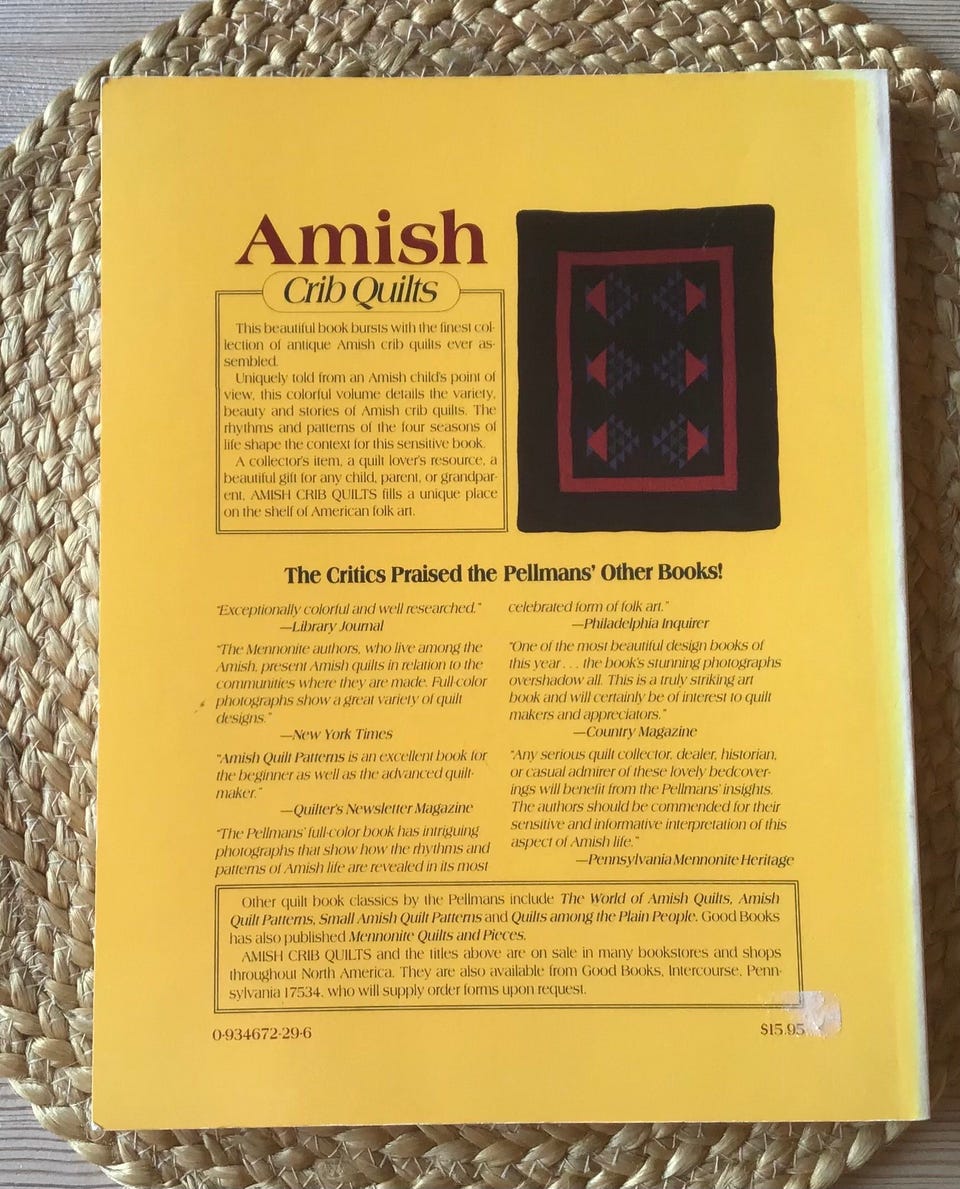 Amish
Crib Quilts
This beautiful book bursts with the finest col-
lection of antique Amish crib quilts ever as-
sembled.
Uniquely told from an Amish child's point of
view, this colorful volume details the variety,
beauty and stories of Amish crib quilts. The
rhythms and patterns of the four seasons of
life shape the context for this sensitive book.
A collector's item, a quilt lover's resource, a
beautiful gift for any child, parent, or grandpar-
ent, AMISH CRIB QUILTS fills a unique place
on the shelf of American folk art.
The Critics Praised the Pellmans' Other Books!
"Exceptionally colorful and well researched."
—Library Journal
"The Mennonite authors, who live among the
Amish, present Amish quilts in relation to the
communities where they are made. Full-color
photographs show a great variety of quilt
designs."
—New York Times
"Amish Quilt Patterns is an excellent book for
the beginner as well as the advanced quilt-
maker."
—Quilter's Newsletter Magazine
"The Pellmans' full-color book has intriguing
photographs that show how the rhythms and
patterns of Amish life are revealed in its most
celebrated form of folk art."
—Philadelphia Inquirer
"One of the most beautiful design books of
this year . . . the book's stunning photographs
overshadow all. This is a truly striking art
book and will certainly be of interest to quilt
makers and appreciators."
—Country Magazine
"Any serious quilt collector, dealer, historian,
or casual admirer of these lovely bedcover-
ings will benefit from the Pellmans' insights.
The authors should be commended for their
sensitive and informative interpretation of this
aspect of Amish life."
—Pennsylvania Mennonite Heritage
Other quilt book classics by the Pellmans include The World of Amish Quilts, Amish
Quilt Patterns, Small Amish Quilt Patterns and Quilts among the Plain People. Good Books
has also published Mennonite Quilts and Pieces.
AMISH CRIB QUILTS and the titles above are on sale in many bookstores and shops
throughout North America. They are also available from Good Books, Intercourse, Penn-
sylvania 17534, who will supply order forms upon request.
0-934672-29-6
$15.95